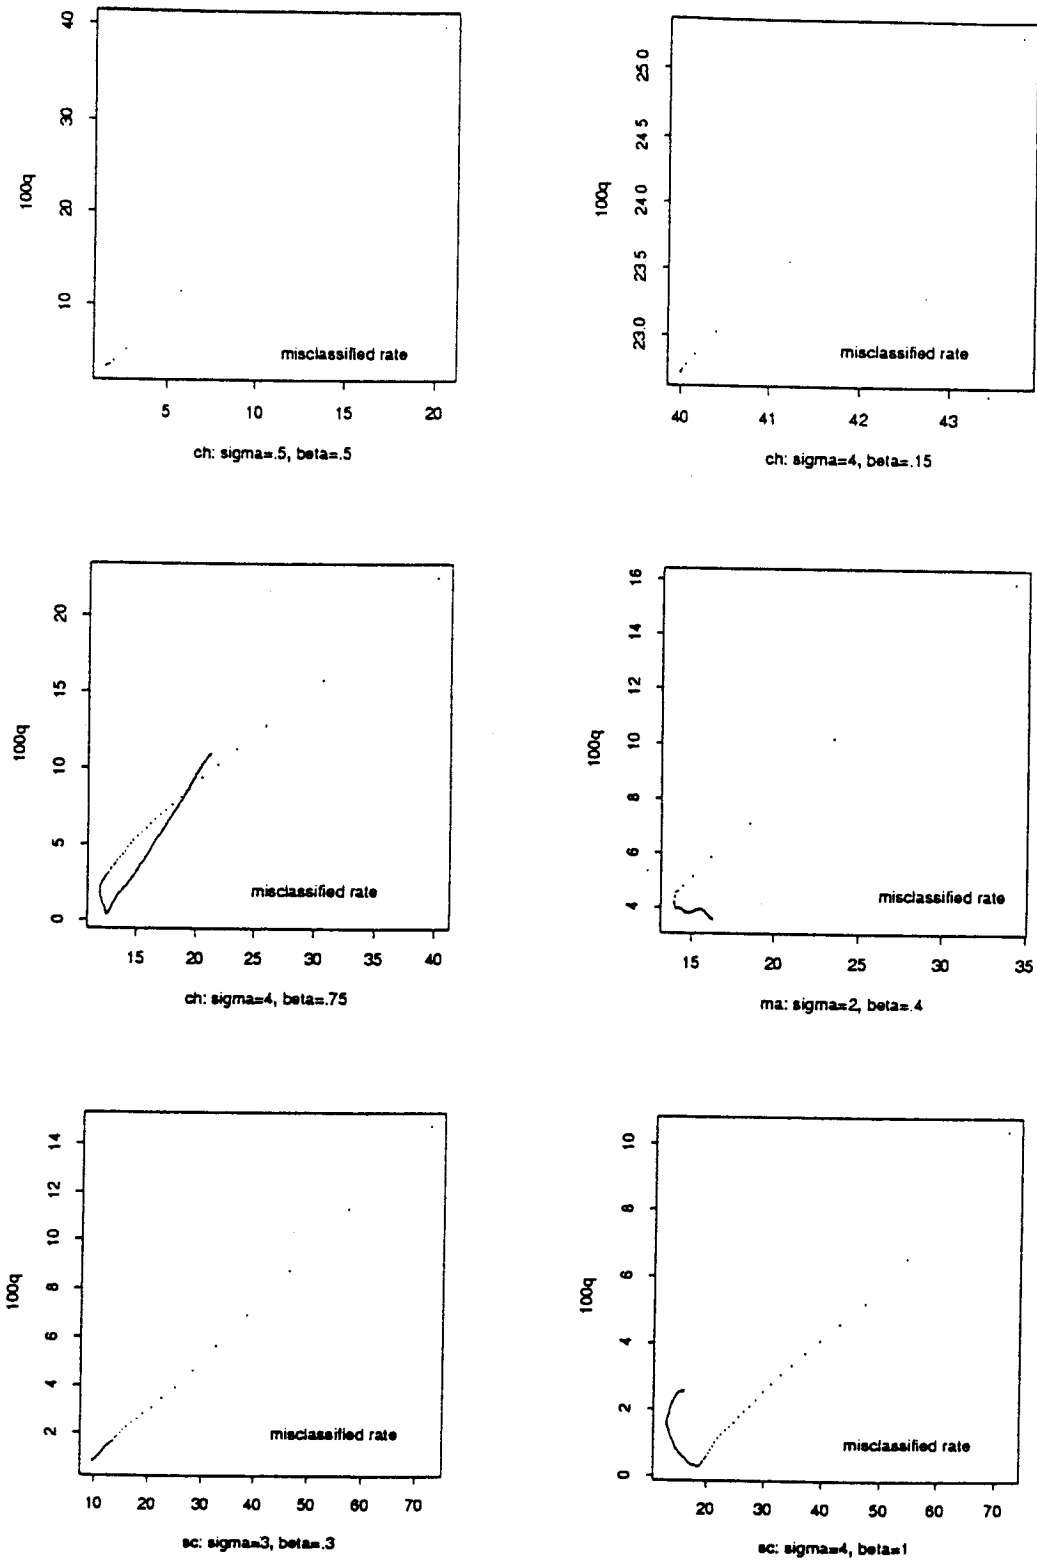 40
30
20
10
100q
misclassified rate
5 10 15 20
ch: sigma=.5, beta=.5
25.0
24.5
24.0
23.5
23.0
100q
misclassified rate
40 41 42 43
ch: sigma=4, beta=.15
20
15
10
5
0
100q
misclassified rate
15 20 25 30 35 40
ch: sigma=4, beta=.75
16
14
12
10
8
6
4
100q
misclassified rate
15 20 25 30 35
ma: sigma=2, beta=.4
14
12
10
8
6
4
2
100q
misclassified rate
10 20 30 40 50 60 70
sc: sigma=3, beta=.3
10
8
6
4
2
0
100q
misclassified rate
20 30 40 50 60 70
sc: sigma=4, beta=1